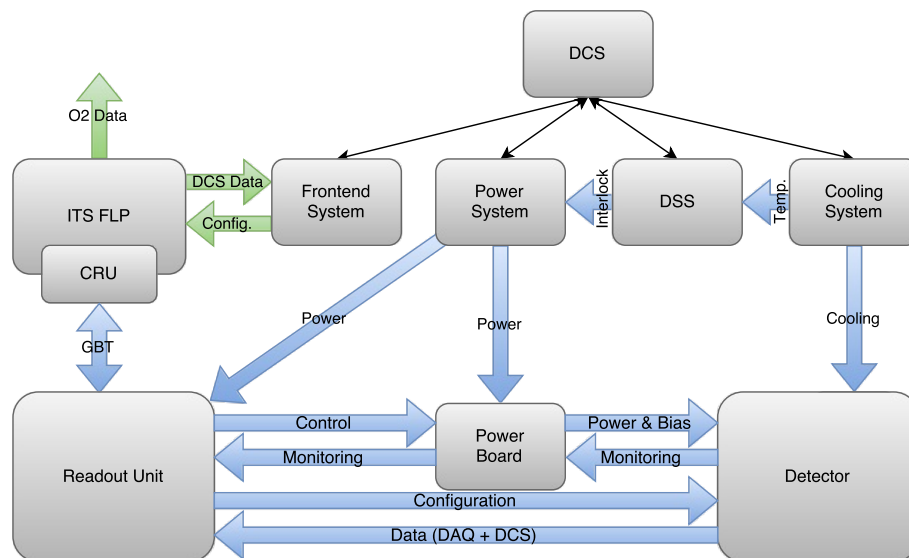 DCS
O2 Data
ITS FLP
DCS Data
Config.
Frontend
System
Power
System
Interlock
DSS
Temp.
Cooling
System
CRU
GBT
Power
Power
Cooling
Readout Unit
Control
Monitoring
Power
Board
Power & Bias
Monitoring
Configuration
Data (DAQ + DCS)
Detector